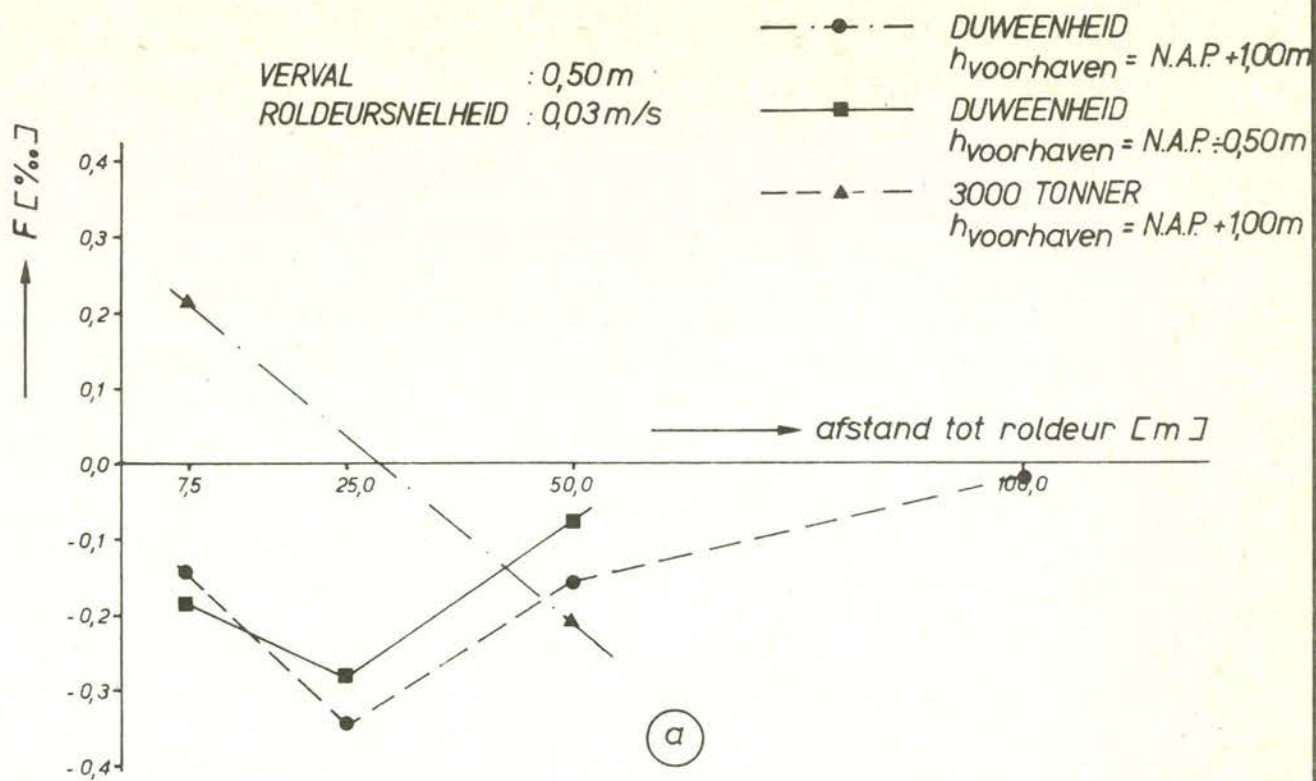 VERVAL : 0,50 m
ROLDEURSNELHEID : 0,03 m/s
DUWEENHEID
hvoorhaven = N.A.P. +1,00m
DUWEENHEID
hvoorhaven = N.A.P. ÷0,50m
3000 TONNER
hvoorhaven = N.A.P. +1,00m
F [‰]
0,4
0,3
0,2
0,1
0,0
-0,1
-0,2
-0,3
-0,4
afstand tot roldeur [m]
7,5 25,0 50,0 100,0
a